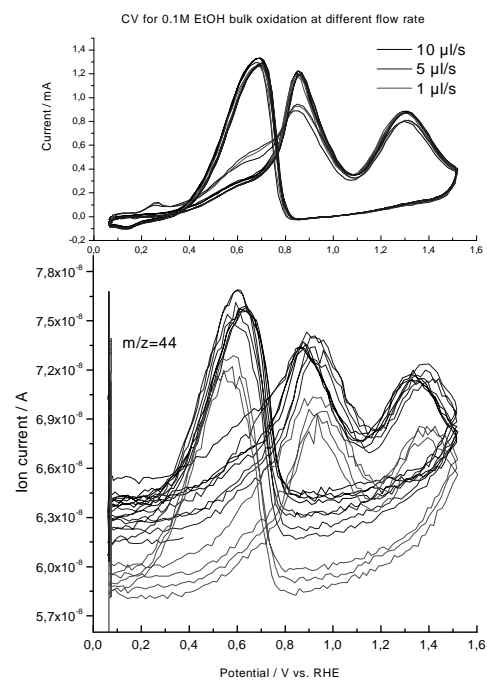 CV for 0.1M EtOH bulk oxidation at different flow rate
1,4
1,2
1,0
0,8
0,6
0,4
0,2
0,0
-0,2
Current / mA
10 µl/s
5 µl/s
1 µl/s
0,0 0,2 0,4 0,6 0,8 1,0 1,2 1,4 1,6
7,8x10⁻⁸
7,5x10⁻⁸
7,2x10⁻⁸
6,9x10⁻⁸
6,6x10⁻⁸
6,3x10⁻⁸
6,0x10⁻⁸
5,7x10⁻⁸
Ion current / A
m/z=44
0,0 0,2 0,4 0,6 0,8 1,0 1,2 1,4 1,6
Potential / V vs. RHE